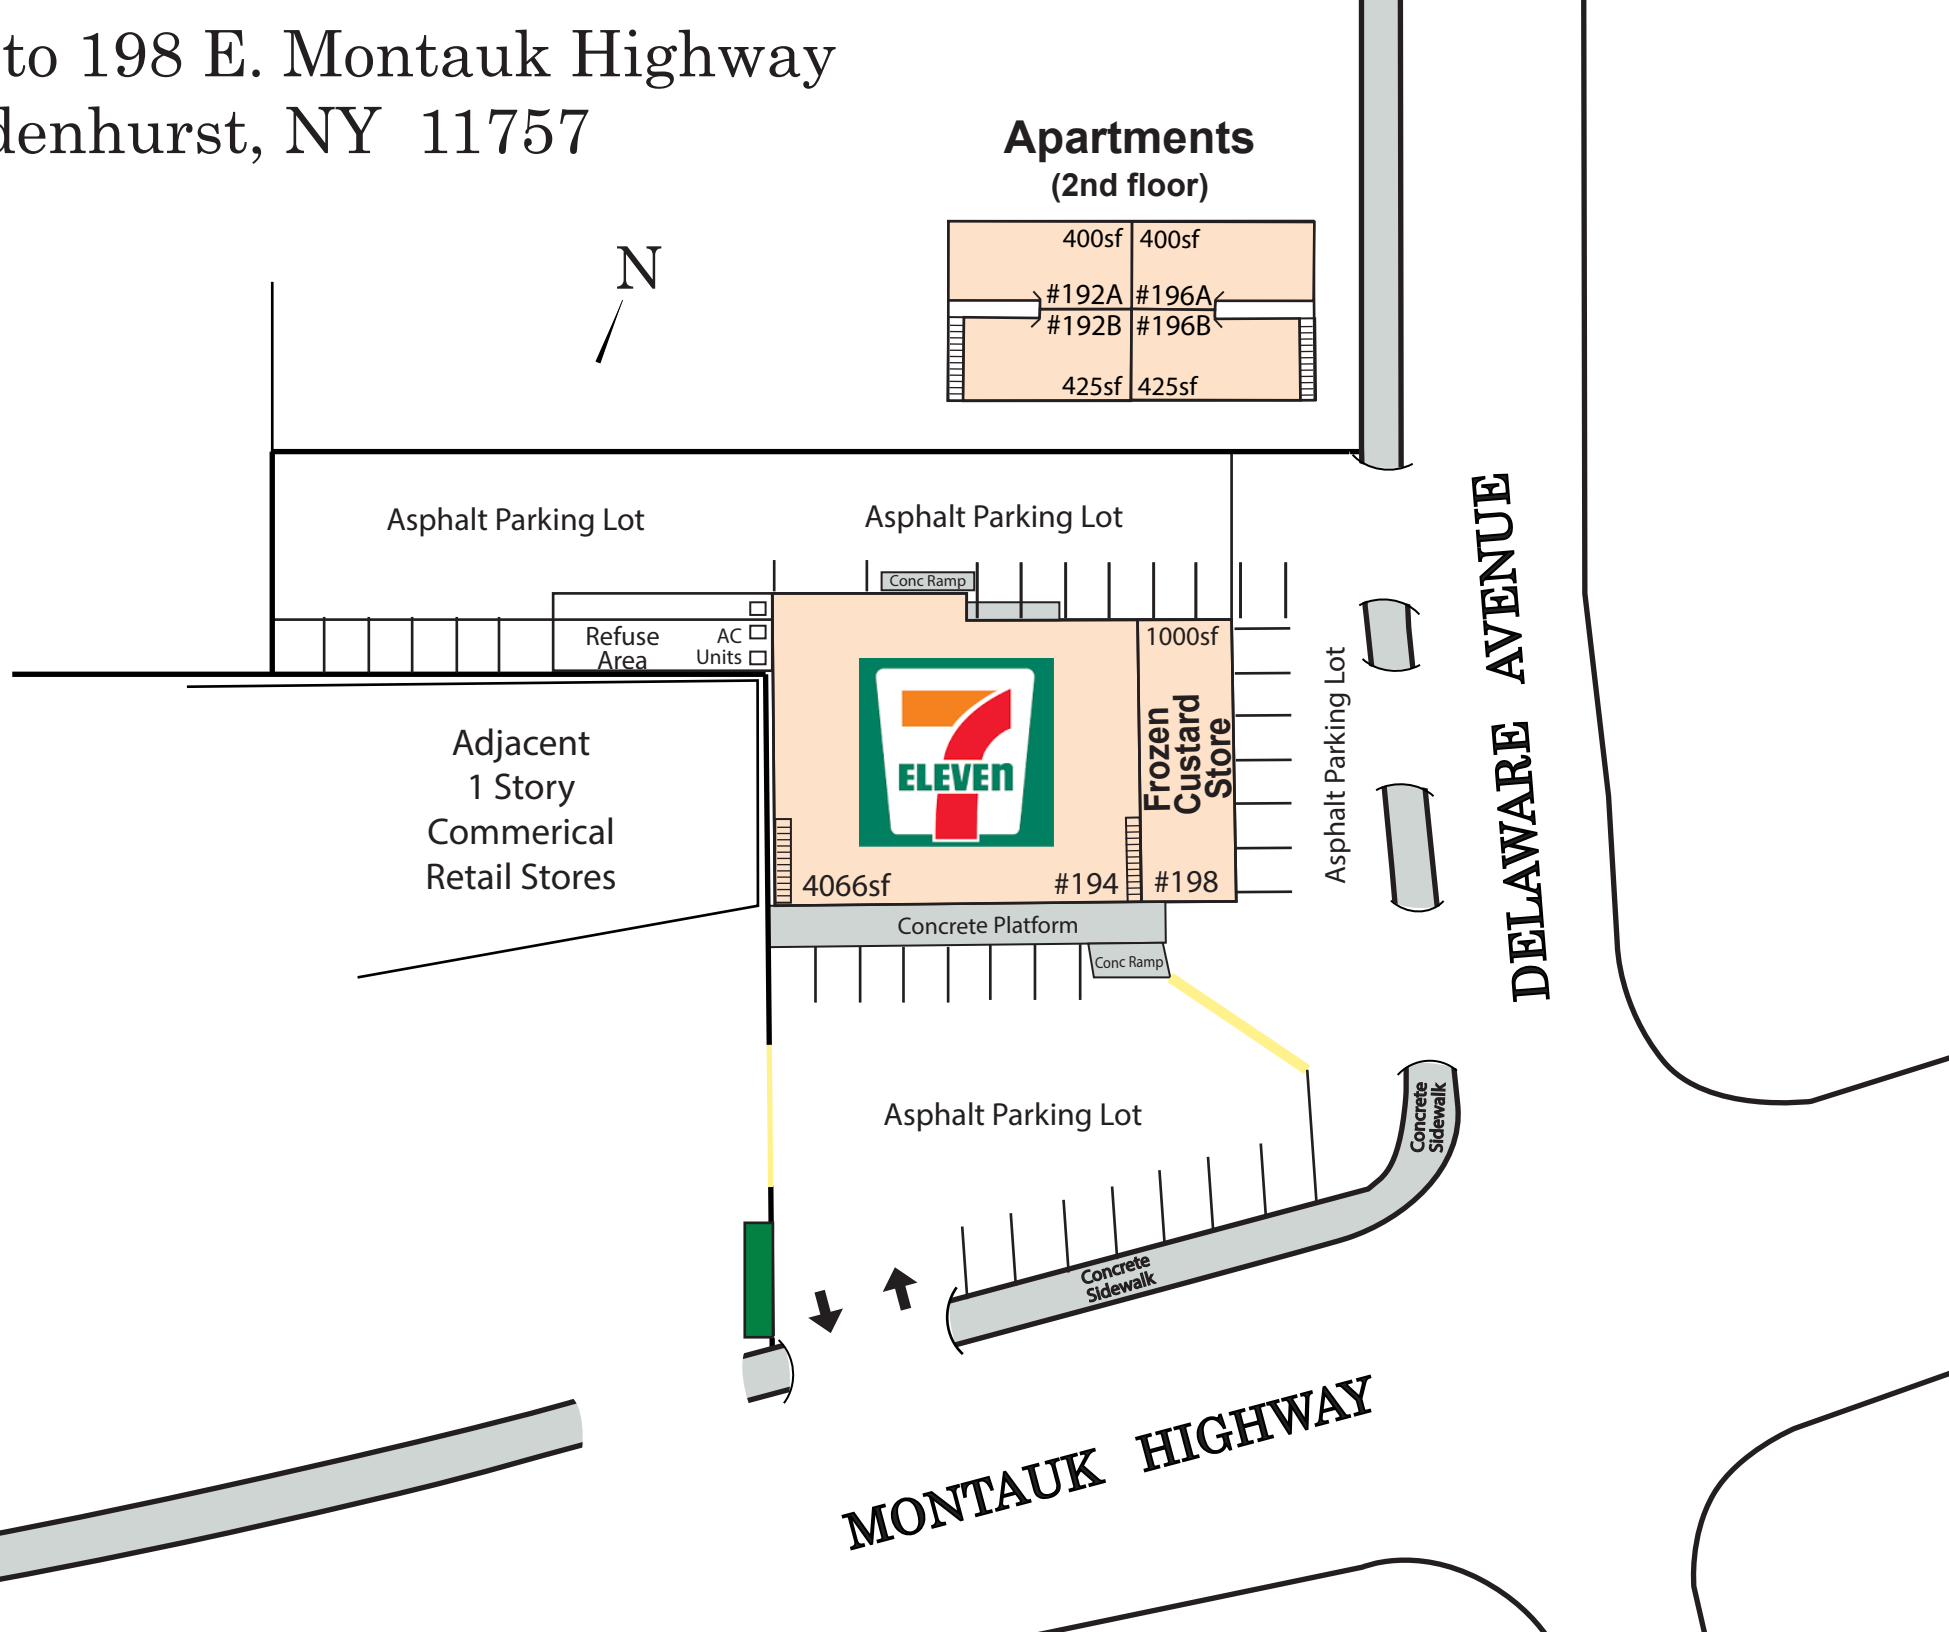 to 198 E. Montauk Highway
denhurst, NY 11757
Apartments
(2nd floor)
N
400sf 400sf
#192A #196A
#192B #196B
425sf 425sf
Asphalt Parking Lot
Asphalt Parking Lot
Conc Ramp
Refuse
Area
AC
Units
1000sf
Frozen
Custard
Store
7
ELEVEn
4066sf
#194
#198
Adjacent
1 Story
Commerical
Retail Stores
Asphalt Parking Lot
DELAWARE AVENUE
Concrete Platform
Conc Ramp
Asphalt Parking Lot
Concrete
Sidewalk
Concrete
Sidewalk
MONTAUK HIGHWAY